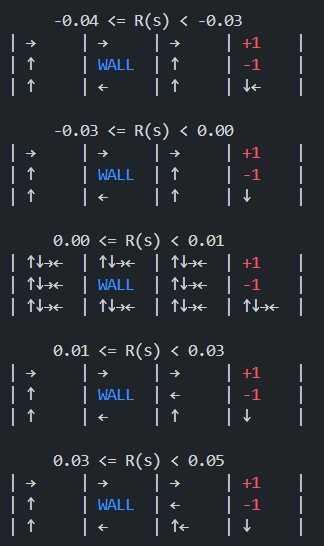 -0.04 <= R(s) < -0.03
| → | → | → | +1 |
| ↑ | WALL | ↑ | -1 |
| ↑ | ← | ↑ | ↓← |
-0.03 <= R(s) < 0.00
| → | → | → | +1 |
| ↑ | WALL | ↑ | -1 |
| ↑ | ← | ↑ | ↓ |
0.00 <= R(s) < 0.01
| ↑↓→← | ↑↓→← | ↑↓→← | +1 |
| ↑↓→← | WALL | ↑↓→← | -1 |
| ↑↓→← | ↑↓→← | ↑↓→← | ↑↓→← |
0.01 <= R(s) < 0.03
| → | → | → | +1 |
| ↑ | WALL | ← | -1 |
| ↑ | ← | ↑ | ↓ |
0.03 <= R(s) < 0.05
| → | → | → | +1 |
| ↑ | WALL | ← | -1 |
| ↑ | ← | ↑← | ↓ |